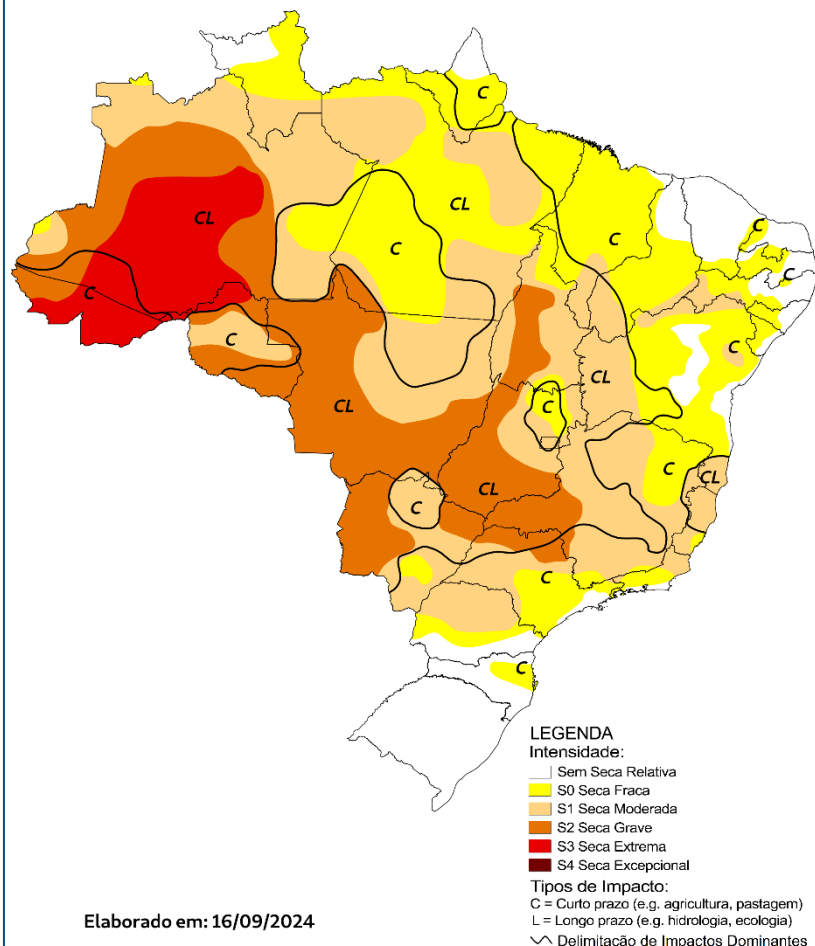 C
CL
C
C
CL
C
C
C
C
C
CL
C
CL
C
CL
CL
C
C
C
LEGENDA
Intensidade:
Sem Seca Relativa
S0 Seca Fraca
S1 Seca Moderada
S2 Seca Grave
S3 Seca Extrema
S4 Seca Excepcional
Tipos de Impacto:
C = Curto prazo (e.g. agricultura, pastagem)
L = Longo prazo (e.g. hidrologia, ecologia)
Delimitação de Impactos Dominantes
Elaborado em: 16/09/2024